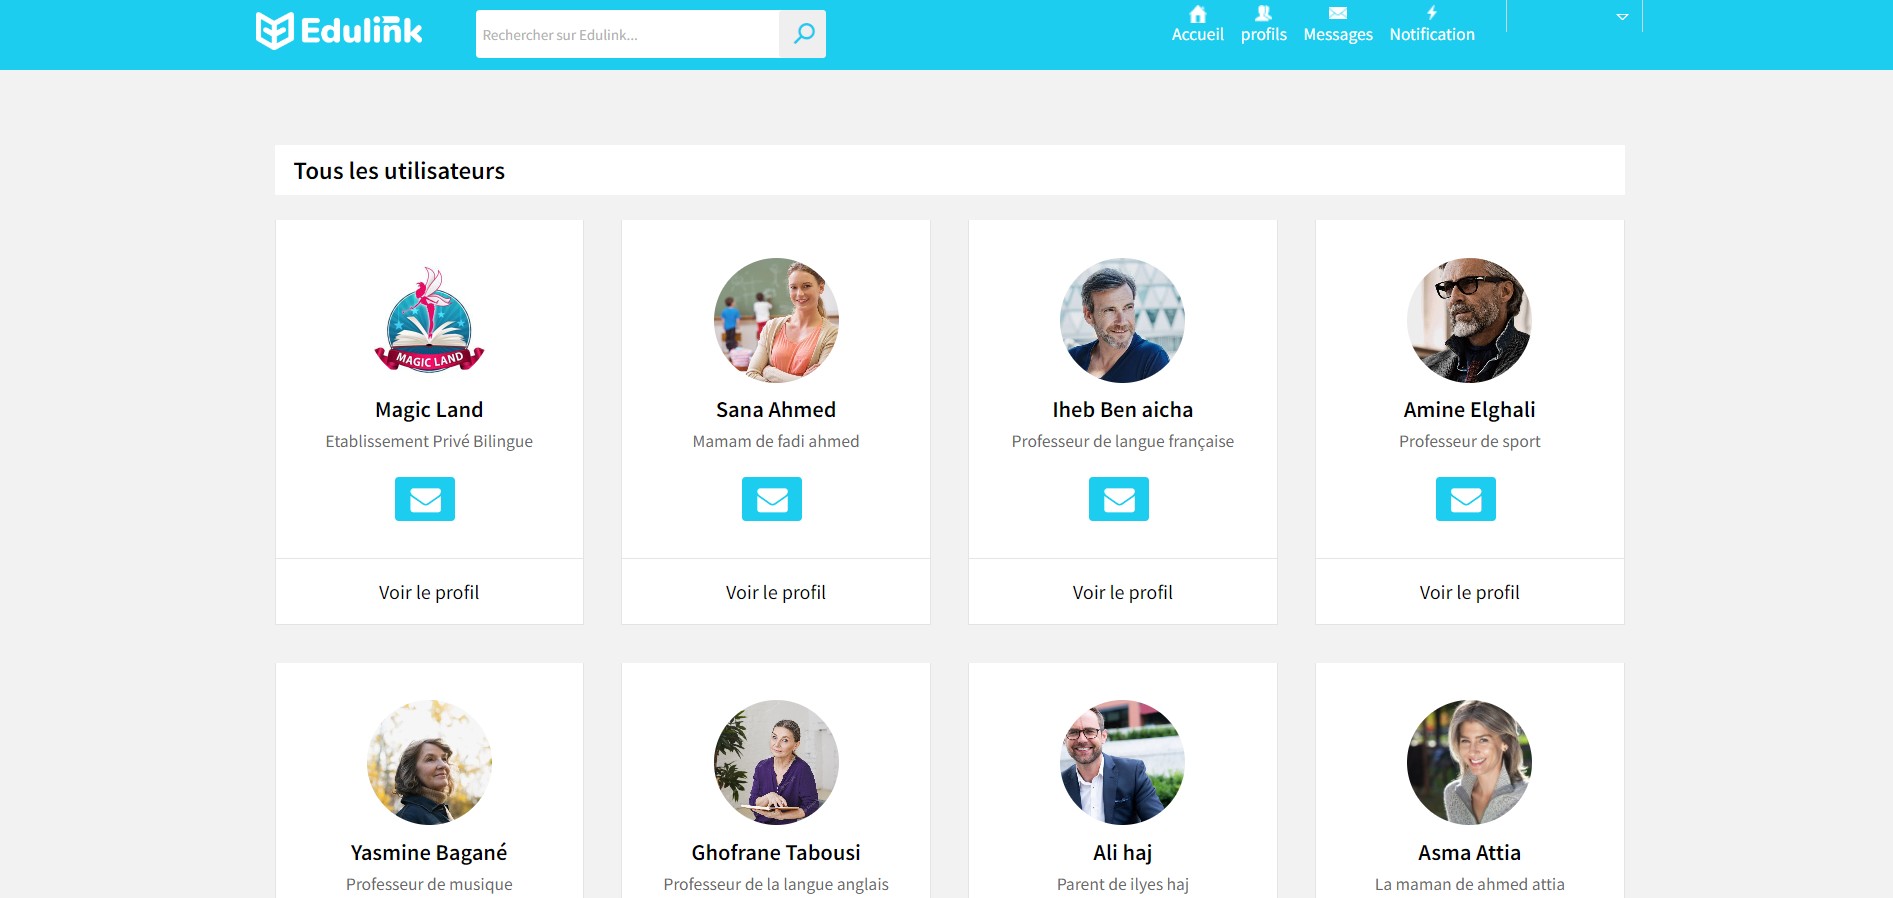 Edulink
Rechercher sur Edulink...
Accueil profils Messages Notification
Tous les utilisateurs
MAGIC LAND
Magic Land Sana Ahmed Iheb Ben aicha Amine Elghali
Etablissement Privé Bilingue Mamam de fadi ahmed Professeur de langue française Professeur de sport
Voir le profil Voir le profil Voir le profil Voir le profil
Yasmine Bagané Ghofrane Tabousi Ali haj Asma Attia
Professeur de musique Professeur de la langue anglais Parent de ilyes haj La maman de ahmed attia